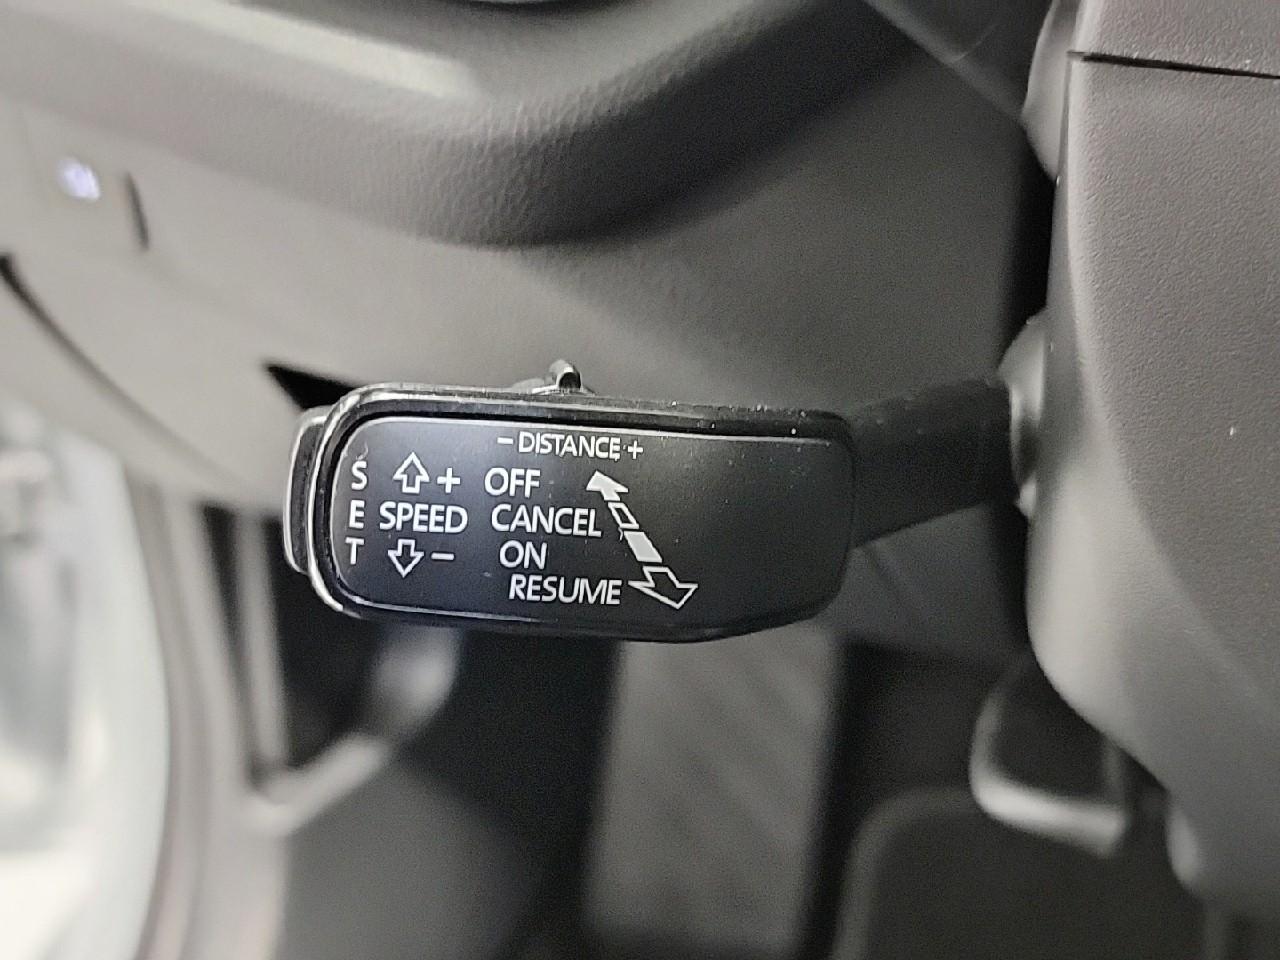 - DISTANCE +
S + OFF
E SPEED CANCEL
T - ON
RESUME